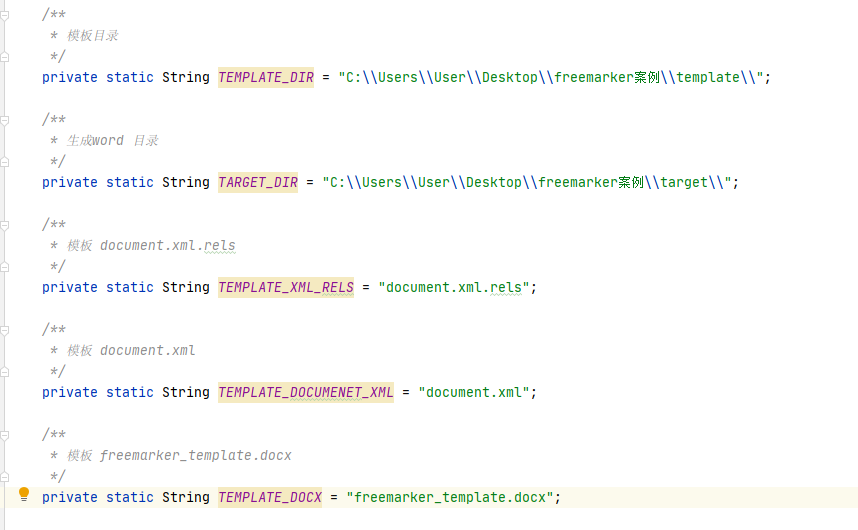 /**
* 模板目录
*/
private static String TEMPLATE_DIR = "C:\\Users\\User\\Desktop\\freemarker案例\\template\\";
/**
* 生成word 目录
*/
private static String TARGET_DIR = "C:\\Users\\User\\Desktop\\freemarker案例\\target\\";
/**
* 模板 document.xml.rels
*/
private static String TEMPLATE_XML_RELS = "document.xml.rels";
/**
* 模板 document.xml
*/
private static String TEMPLATE_DOCUMENET_XML = "document.xml";
/**
* 模板 freemarker_template.docx
*/
private static String TEMPLATE_DOCX = "freemarker_template.docx";